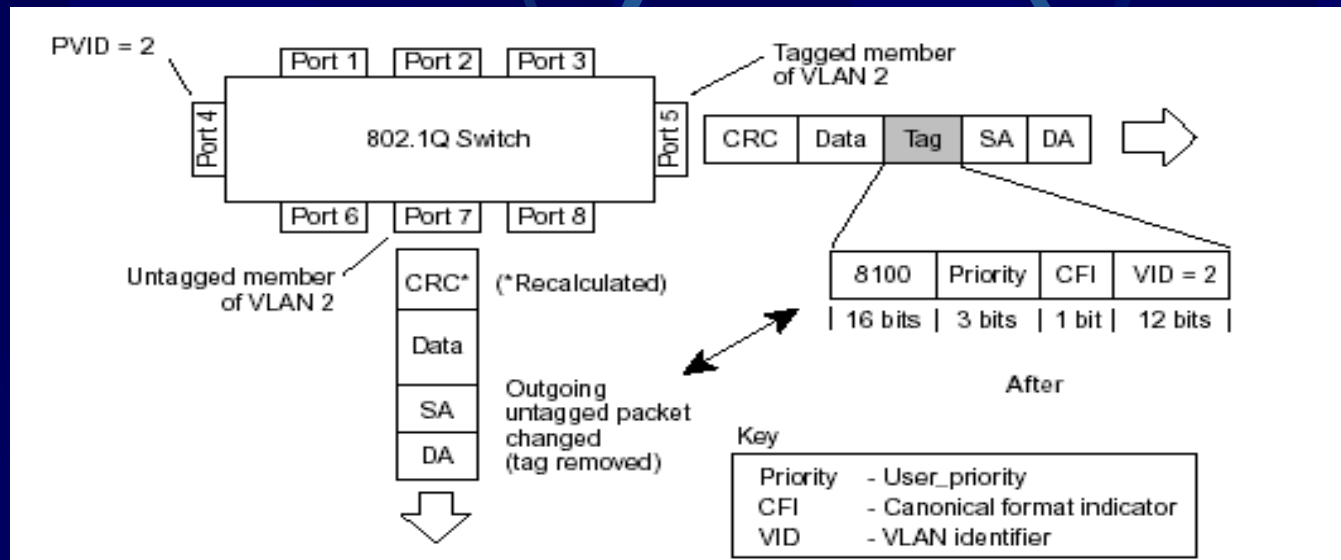 PVID = 2
Port 1
Port 2
Port 3
Tagged member
of VLAN 2
Port 4
802.1Q Switch
Port 5
CRC
Data
Tag
SA
DA
Port 6
Port 7
Port 8
Untagged member
of VLAN 2
CRC*
(*Recalculated)
Data
SA
DA
8100
Priority
CFI
VID = 2
| 16 bits | 3 bits | 1 bit | 12 bits |
After
Outgoing
untagged packet
changed
(tag removed)
Key
Priority - User_priority
CFI - Canonical format indicator
VID - VLAN identifier